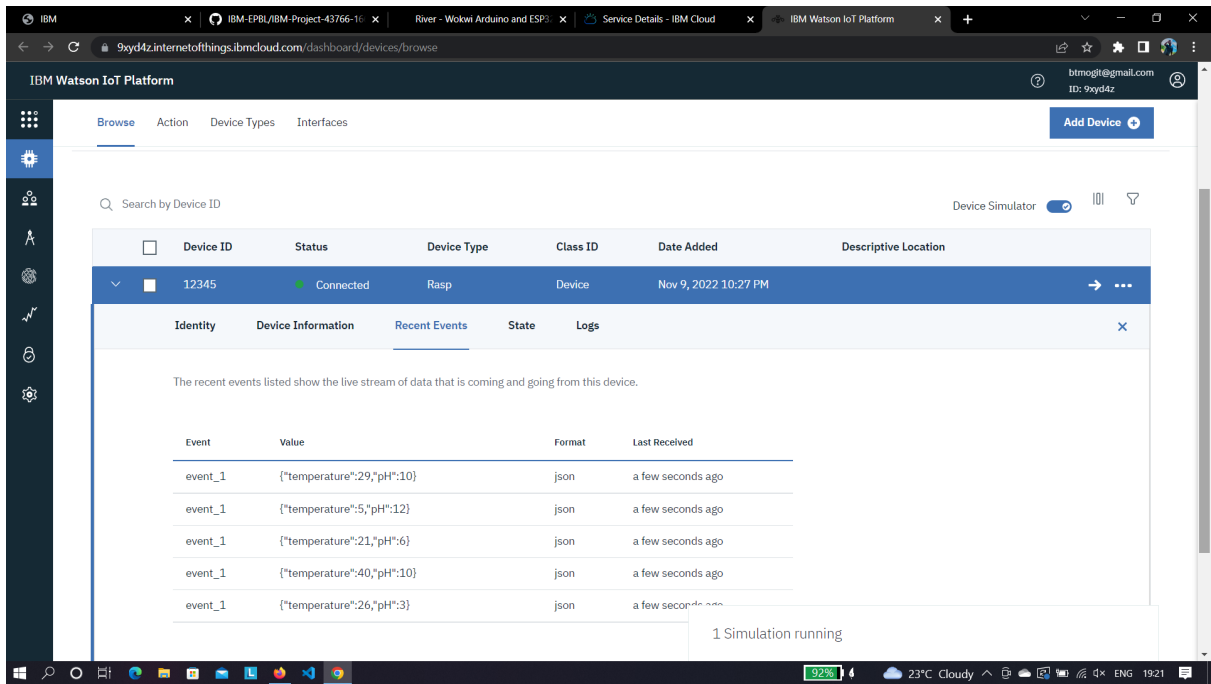 IBM
IBM-EPBL/IBM-Project-43766-16
River - Wokwi Arduino and ESP32
Service Details - IBM Cloud
IBM Watson IoT Platform
9xyd4z.internetofthings.ibmcloud.com/dashboard/devices/browse
IBM Watson IoT Platform
btmogit@gmail.com
ID: 9xyd4z
Browse Action Device Types Interfaces
Add Device
Search by Device ID
Device Simulator
Device ID Status Device Type Class ID Date Added Descriptive Location
12345 Connected Rasp Device Nov 9, 2022 10:27 PM
Identity Device Information Recent Events State Logs
The recent events listed show the live stream of data that is coming and going from this device.
Event Value Format Last Received
event_1 {"temperature":29,"pH":10} json a few seconds ago
event_1 {"temperature":5,"pH":12} json a few seconds ago
event_1 {"temperature":21,"pH":6} json a few seconds ago
event_1 {"temperature":40,"pH":10} json a few seconds ago
event_1 {"temperature":26,"pH":3} json a few seconds ago
1 Simulation running
92% 23°C Cloudy ENG 19:21